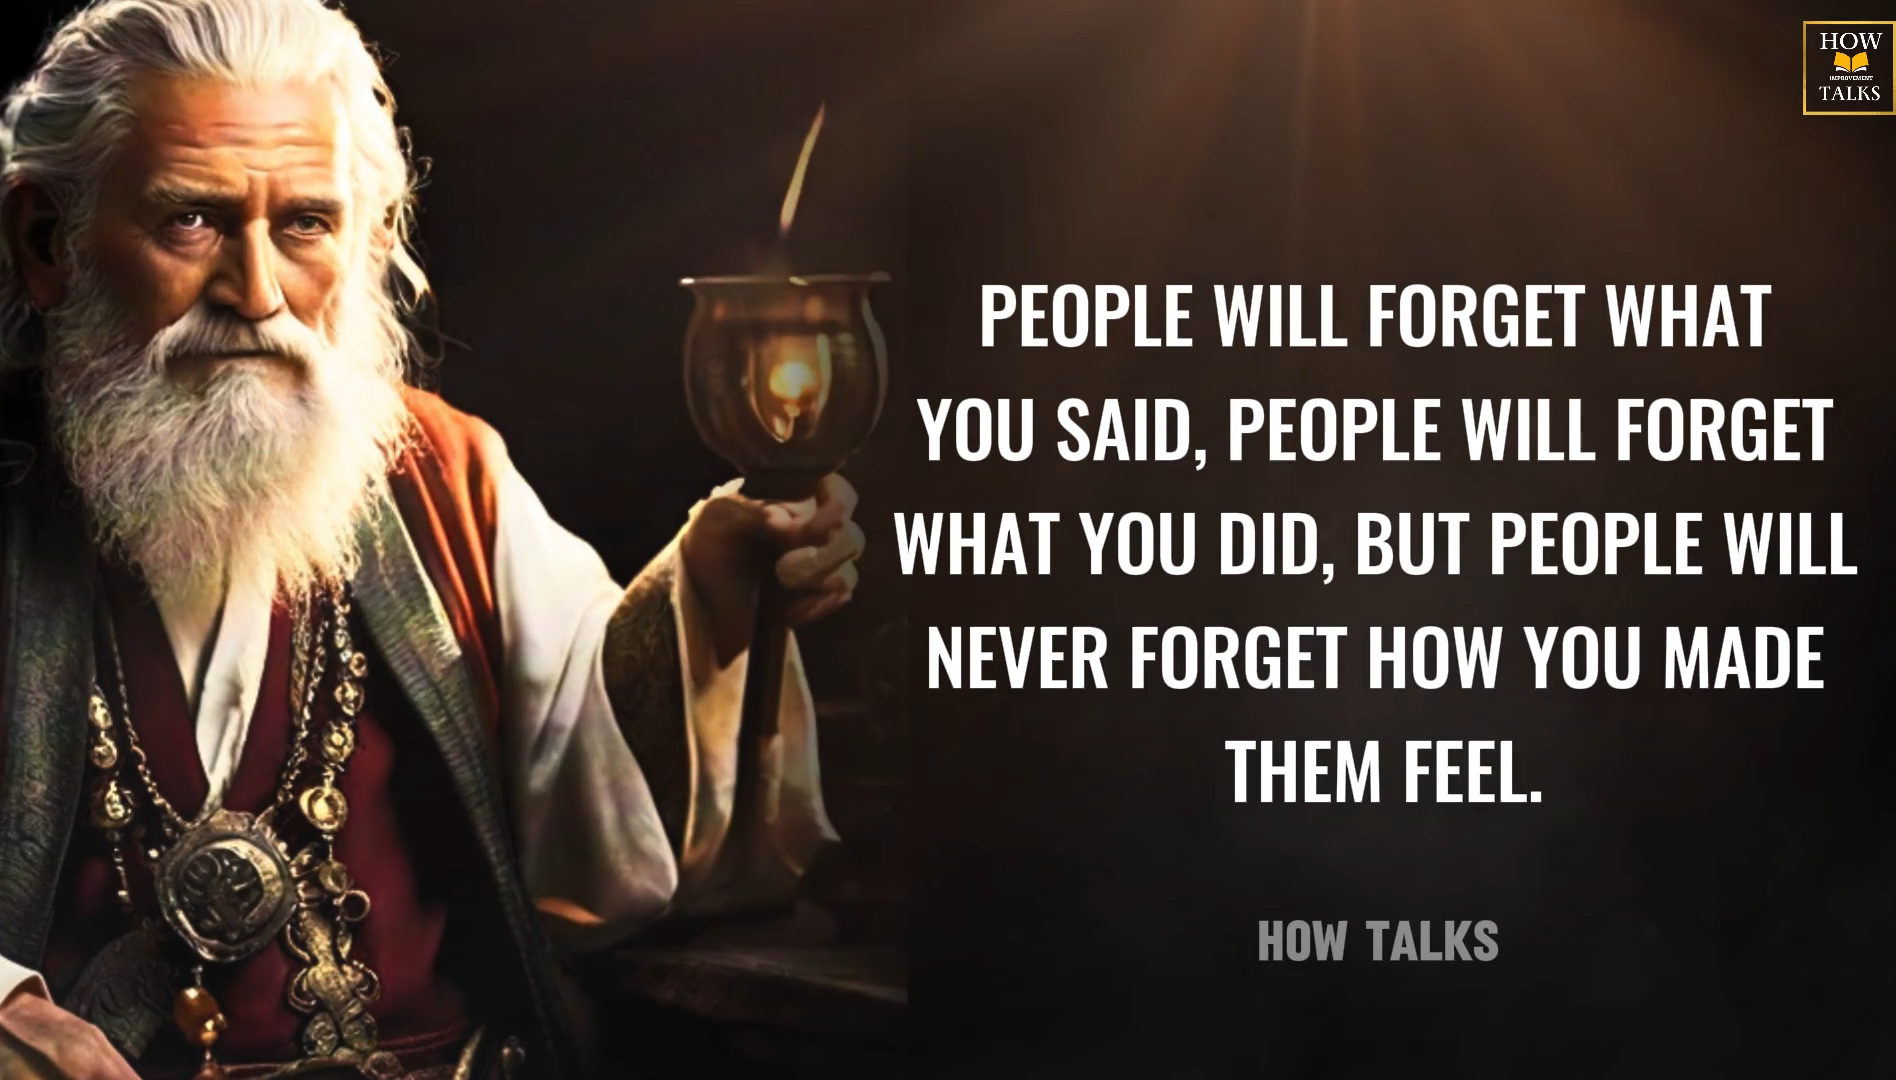 HOW
IMPROVEMENT
TALKS
PEOPLE WILL FORGET WHAT
YOU SAID, PEOPLE WILL FORGET
WHAT YOU DID, BUT PEOPLE WILL
NEVER FORGET HOW YOU MADE
THEM FEEL.
HOW TALKS